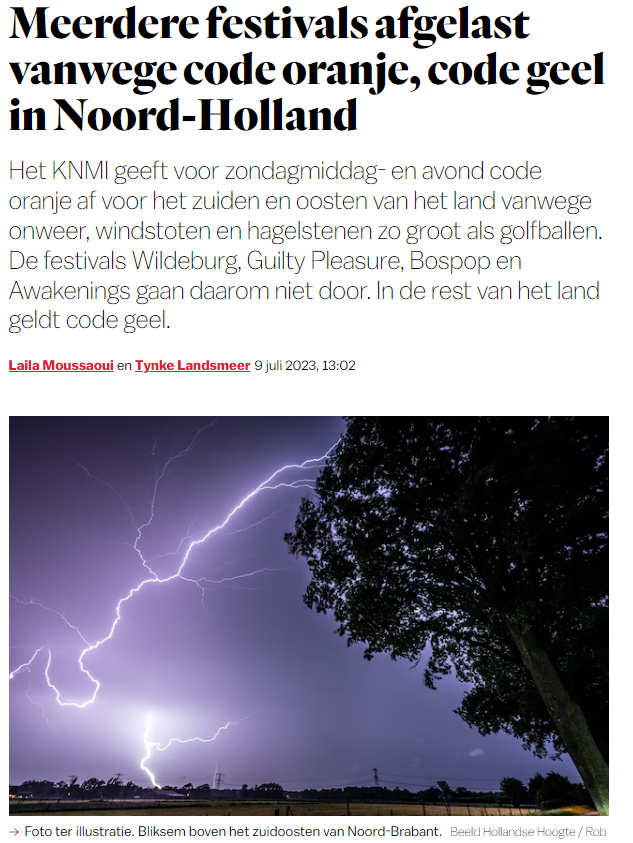 Meerdere festivals afgelast
vanwege code oranje, code geel
in Noord-Holland
Het KNMI geeft voor zondagmiddag- en avond code
oranje af voor het zuiden en oosten van het land vanwege
onweer, windstoten en hagelstenen zo groot als golfballen.
De festivals Wildeburg, Guilty Pleasure, Bospop en
Awakenings gaan daarom niet door. In de rest van het land
geldt code geel.
Laila Moussaoui en Tynke Landsmeer 9 juli 2023, 13:02
→ Foto ter illustratie. Bliksem boven het zuidoosten van Noord-Brabant. Beeld Hollandse Hoogte / Rob